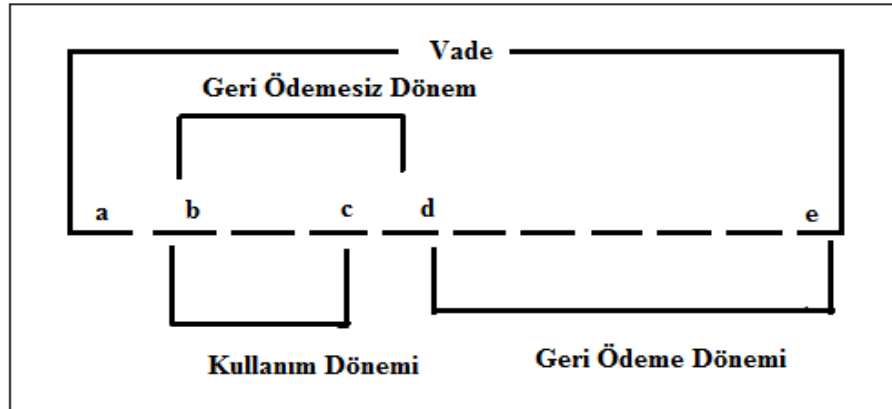 Vade
Geri Ödemesiz Dönem
a b c d e
Kullanım Dönemi
Geri Ödeme Dönemi